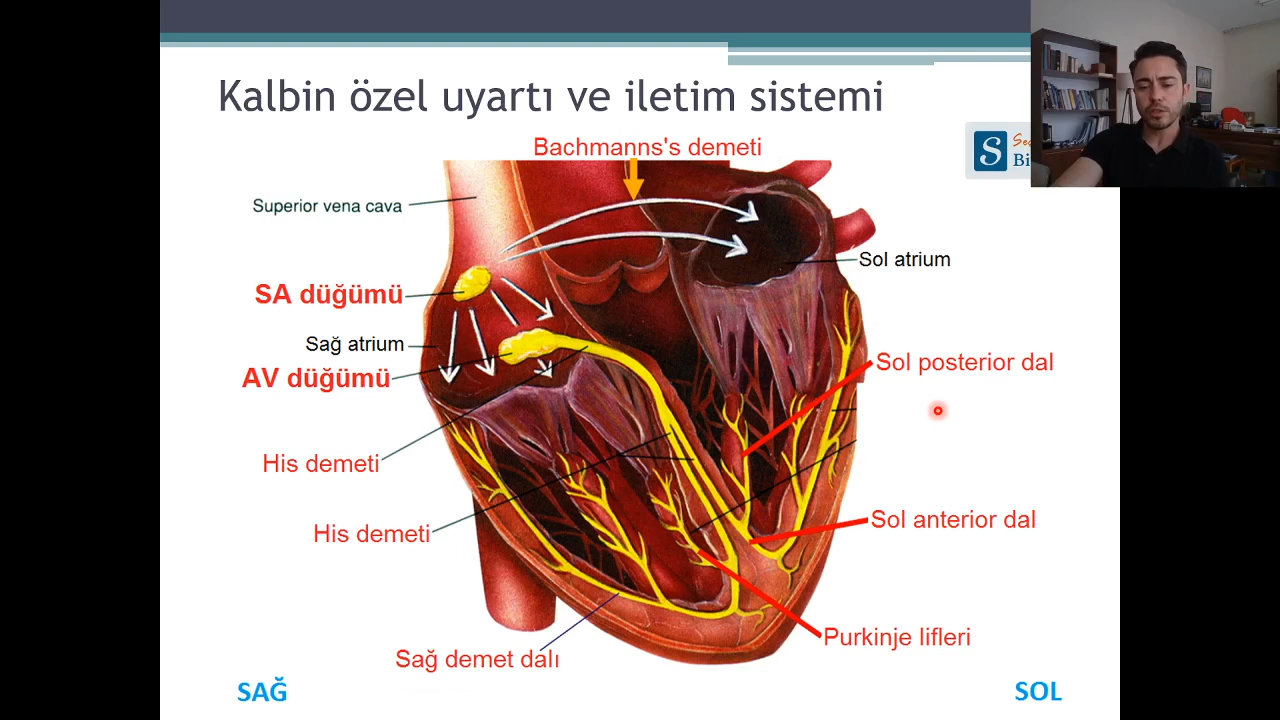 Kalbin özel uyartı ve iletim sistemi
Bachmanns's demeti
S
Superior vena cava
Sol atrium
SA düğümü
Sağ atrium
AV düğümü
Sol posterior dal
His demeti
Sol anterior dal
His demeti
Purkinje lifleri
Sağ demet dalı
SAĞ
SOL